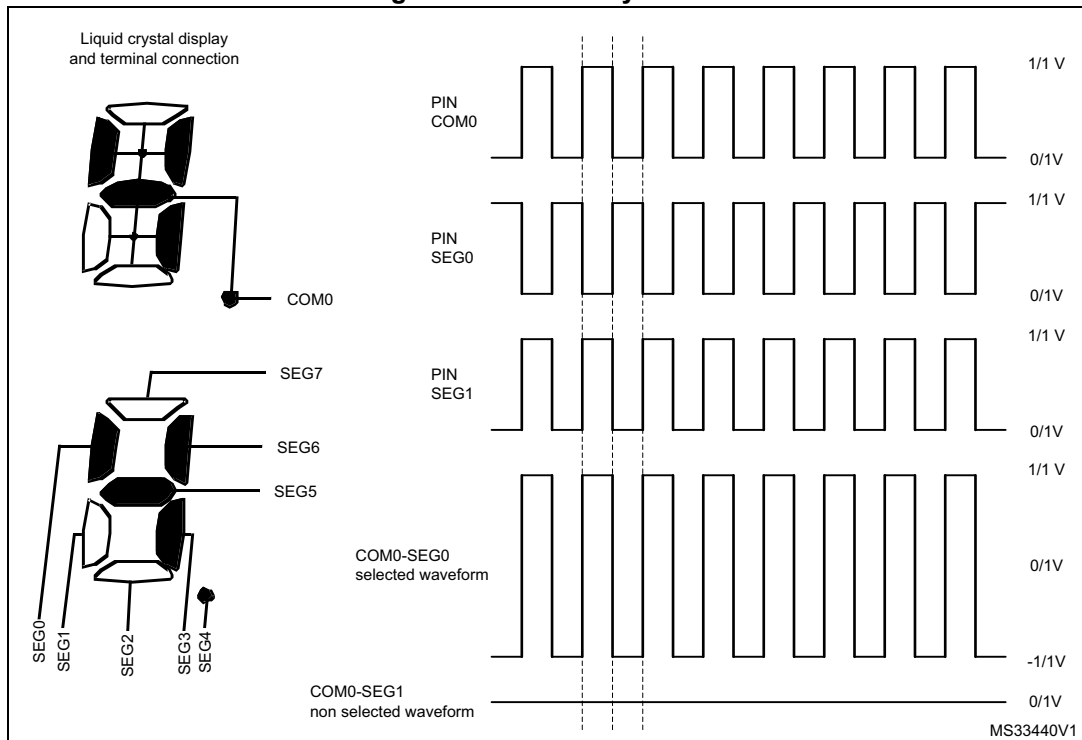 Liquid crystal display
and terminal connection
COM0
SEG7
SEG6
SEG5
SEG0
SEG1
SEG2
SEG3
SEG4
PIN
COM0
1/1 V
0/1V
PIN
SEG0
1/1 V
0/1V
PIN
SEG1
1/1 V
0/1V
COM0-SEG0
selected waveform
1/1 V
0/1V
-1/1V
COM0-SEG1
non selected waveform
0/1V
MS33440V1